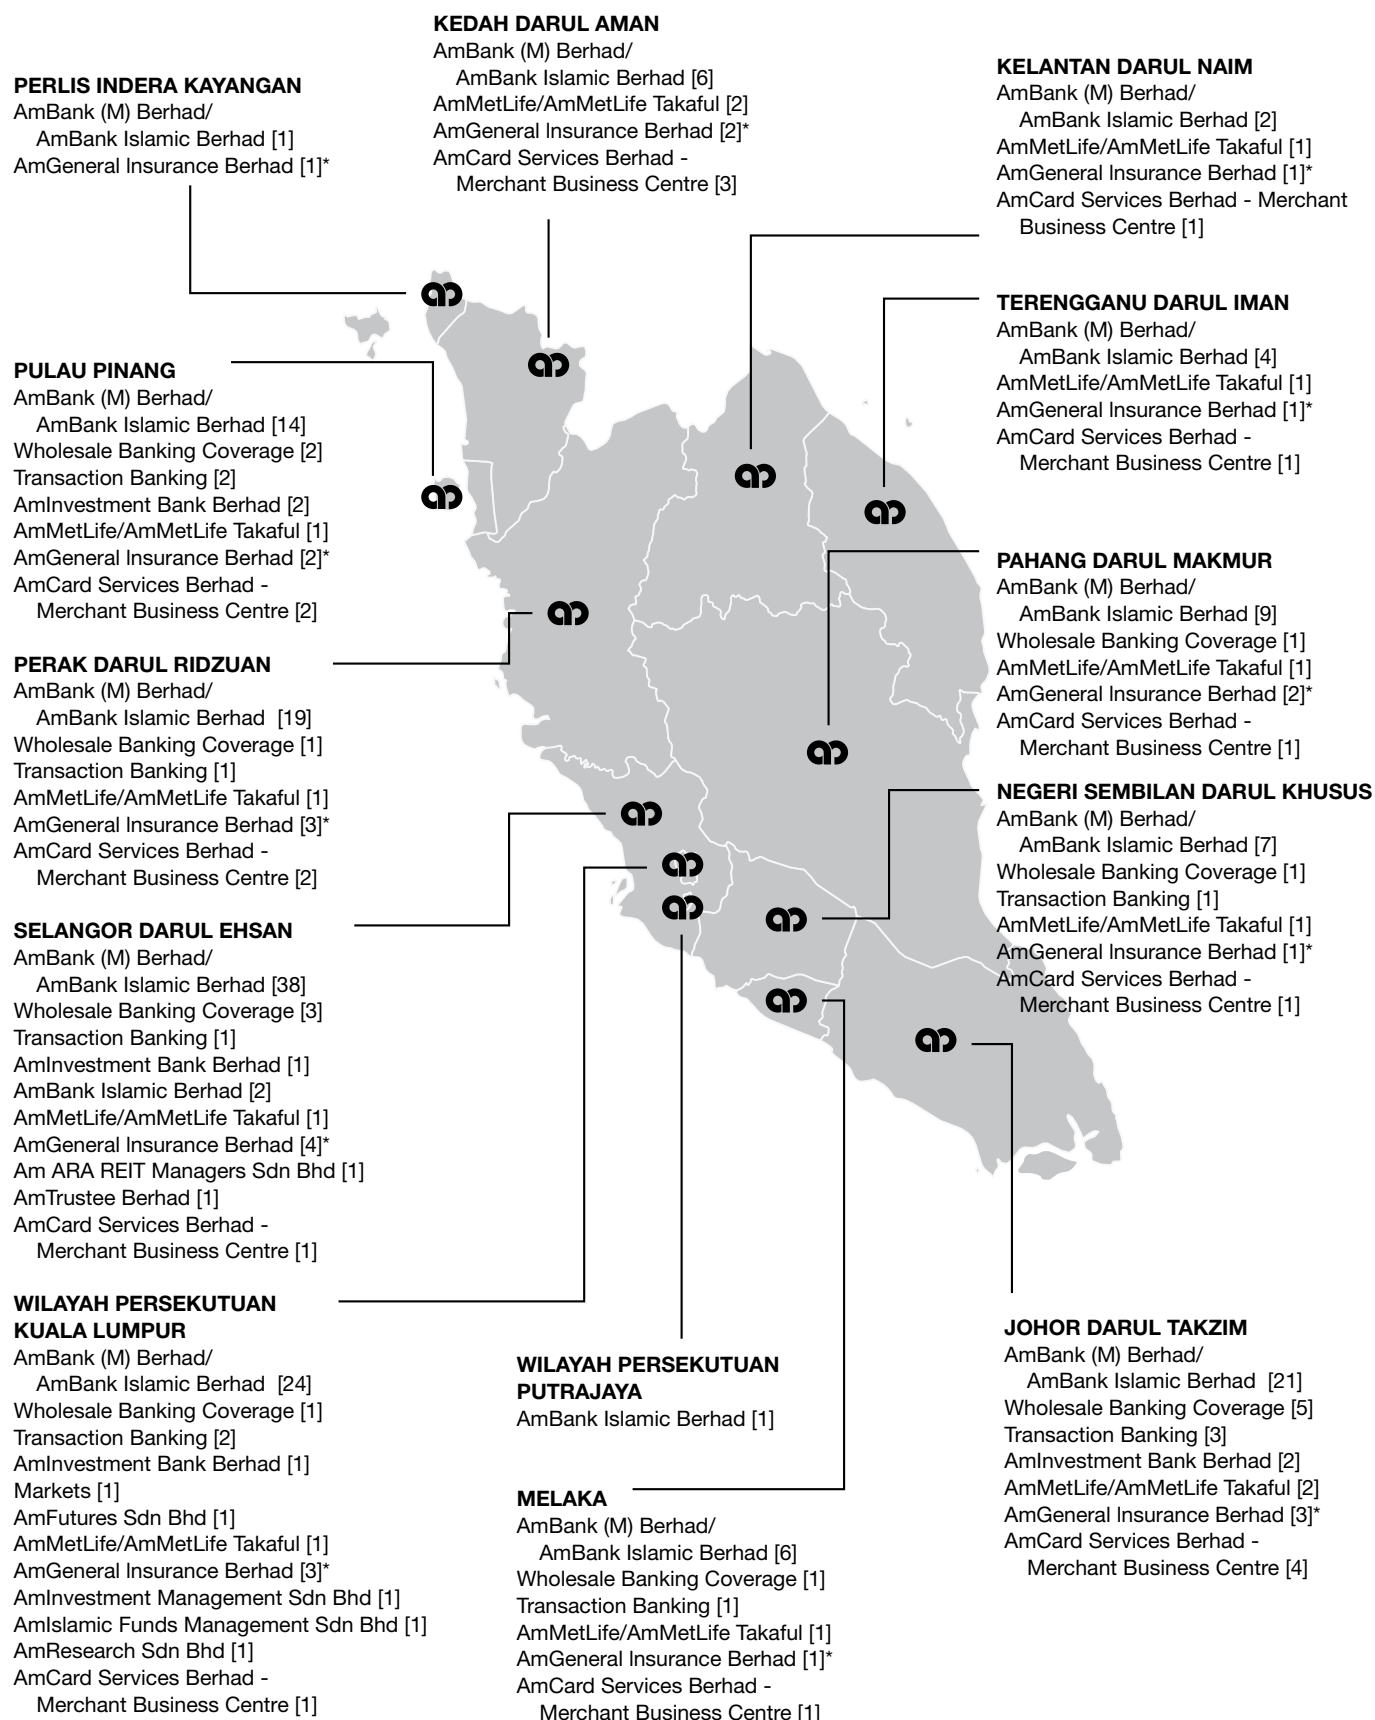 KEDAH DARUL AMAN
AmBank (M) Berhad/
AmBank Islamic Berhad [6]
AmMetLife/AmMetLife Takaful [2]
AmGeneral Insurance Berhad [2]*
AmCard Services Berhad -
Merchant Business Centre [3]
PERLIS INDERA KAYANGAN
AmBank (M) Berhad/
AmBank Islamic Berhad [1]
AmGeneral Insurance Berhad [1]*
KELANTAN DARUL NAIM
AmBank (M) Berhad/
AmBank Islamic Berhad [2]
AmMetLife/AmMetLife Takaful [1]
AmGeneral Insurance Berhad [1]*
AmCard Services Berhad - Merchant
Business Centre [1]
TERENGGANU DARUL IMAN
AmBank (M) Berhad/
AmBank Islamic Berhad [4]
AmMetLife/AmMetLife Takaful [1]
AmGeneral Insurance Berhad [1]*
AmCard Services Berhad -
Merchant Business Centre [1]
PULAU PINANG
AmBank (M) Berhad/
AmBank Islamic Berhad [14]
Wholesale Banking Coverage [2]
Transaction Banking [2]
AmInvestment Bank Berhad [2]
AmMetLife/AmMetLife Takaful [1]
AmGeneral Insurance Berhad [2]*
AmCard Services Berhad -
Merchant Business Centre [2]
PAHANG DARUL MAKMUR
AmBank (M) Berhad/
AmBank Islamic Berhad [9]
Wholesale Banking Coverage [1]
AmMetLife/AmMetLife Takaful [1]
AmGeneral Insurance Berhad [2]*
AmCard Services Berhad -
Merchant Business Centre [1]
PERAK DARUL RIDZUAN
AmBank (M) Berhad/
AmBank Islamic Berhad [19]
Wholesale Banking Coverage [1]
Transaction Banking [1]
AmMetLife/AmMetLife Takaful [1]
AmGeneral Insurance Berhad [3]*
AmCard Services Berhad -
Merchant Business Centre [2]
NEGERI SEMBILAN DARUL KHUSUS
AmBank (M) Berhad/
AmBank Islamic Berhad [7]
Wholesale Banking Coverage [1]
Transaction Banking [1]
AmMetLife/AmMetLife Takaful [1]
AmGeneral Insurance Berhad [1]*
AmCard Services Berhad -
Merchant Business Centre [1]
SELANGOR DARUL EHSAN
AmBank (M) Berhad/
AmBank Islamic Berhad [38]
Wholesale Banking Coverage [3]
Transaction Banking [1]
AmInvestment Bank Berhad [1]
AmBank Islamic Berhad [2]
AmMetLife/AmMetLife Takaful [1]
AmGeneral Insurance Berhad [4]*
Am ARA REIT Managers Sdn Bhd [1]
AmTrustee Berhad [1]
AmCard Services Berhad -
Merchant Business Centre [1]
WILAYAH PERSEKUTUAN
KUALA LUMPUR
AmBank (M) Berhad/
AmBank Islamic Berhad [24]
Wholesale Banking Coverage [1]
Transaction Banking [2]
AmInvestment Bank Berhad [1]
Markets [1]
AmFutures Sdn Bhd [1]
AmMetLife/AmMetLife Takaful [1]
AmGeneral Insurance Berhad [3]*
AmInvestment Management Sdn Bhd [1]
AmIslamic Funds Management Sdn Bhd [1]
AmResearch Sdn Bhd [1]
AmCard Services Berhad -
Merchant Business Centre [1]
WILAYAH PERSEKUTUAN
PUTRAJAYA
AmBank Islamic Berhad [1]
MELAKA
AmBank (M) Berhad/
AmBank Islamic Berhad [6]
Wholesale Banking Coverage [1]
Transaction Banking [1]
AmMetLife/AmMetLife Takaful [1]
AmGeneral Insurance Berhad [1]*
AmCard Services Berhad -
Merchant Business Centre [1]
JOHOR DARUL TAKZIM
AmBank (M) Berhad/
AmBank Islamic Berhad [21]
Wholesale Banking Coverage [5]
Transaction Banking [3]
AmInvestment Bank Berhad [2]
AmMetLife/AmMetLife Takaful [2]
AmGeneral Insurance Berhad [3]*
AmCard Services Berhad -
Merchant Business Centre [4]